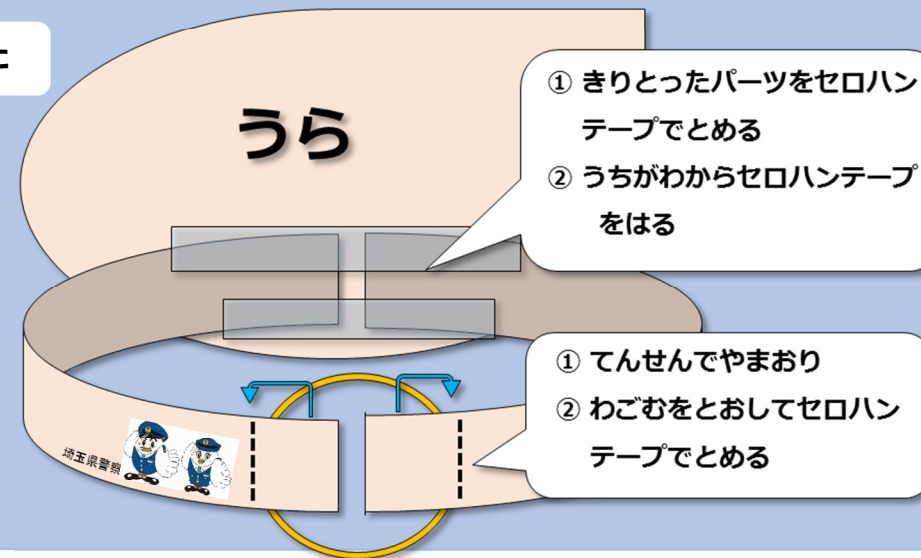 に
うら
① きりとったパーツをセロハン
テープでとめる
② うちがわからセロハンテープ
をはる
① てんせんでやまおり
② わごむをとおしてセロハン
テープでとめる
埼玉県警察